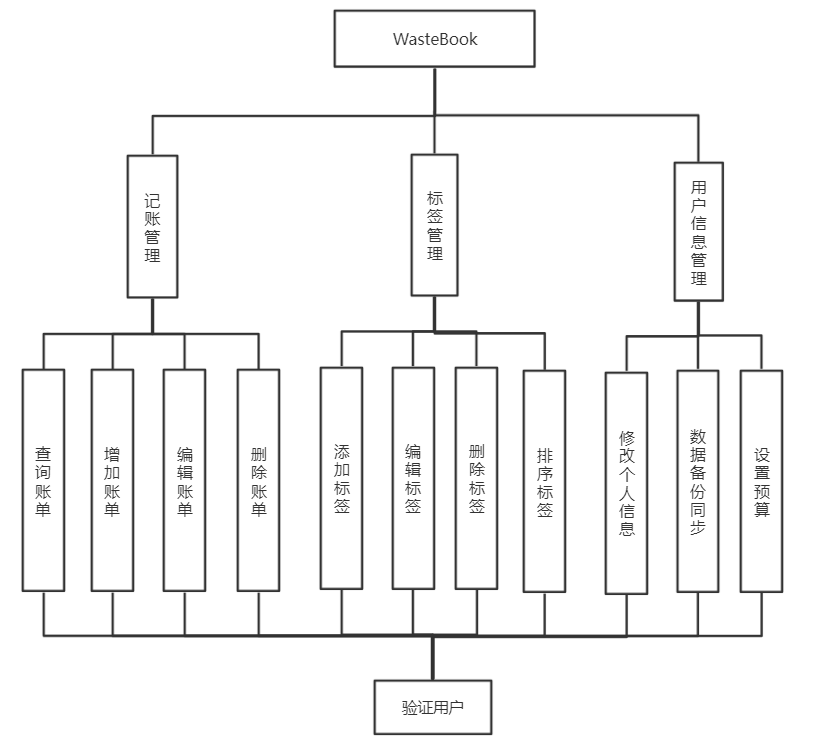 WasteBook
记账管理
标签管理
用户信息管理
查询账单
增加账单
编辑账单
删除账单
添加标签
编辑标签
删除标签
排序标签
修改个人信息
数据备份同步
设置预算
验证用户